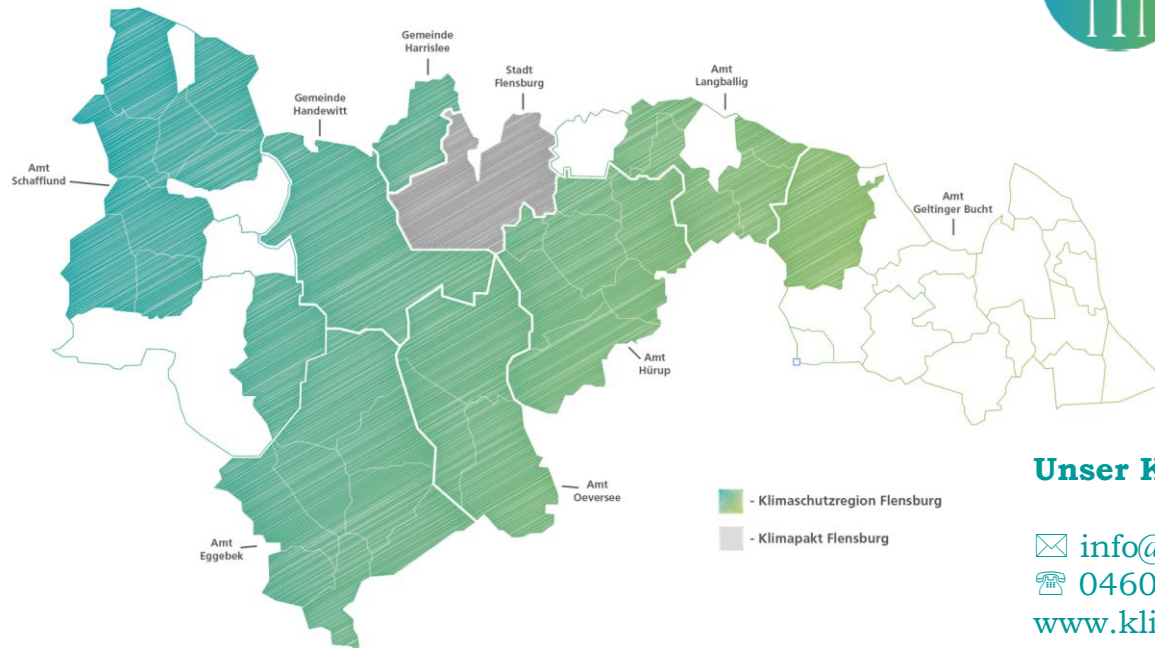 Gemeinde
Harrislee
Stadt
Flensburg
Amt
Langballig
Gemeinde
Handewitt
Amt
Schafflund
Amt
Geltinger Bucht
Amt
Hürup
Amt
Oeversee
Amt
Eggebek
- Klimaschutzregion Flensburg
- Klimapakt Flensburg
Unser K
info@
0460
www.kli